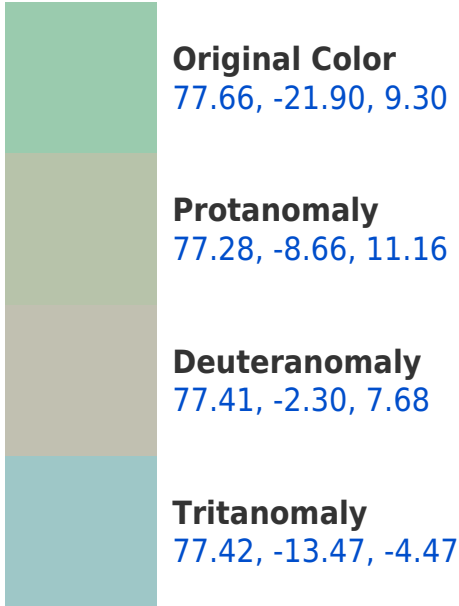 Original Color
77.66, -21.90, 9.30
Protanomaly
77.28, -8.66, 11.16
Deuteranomaly
77.41, -2.30, 7.68
Tritanomaly
77.42, -13.47, -4.47